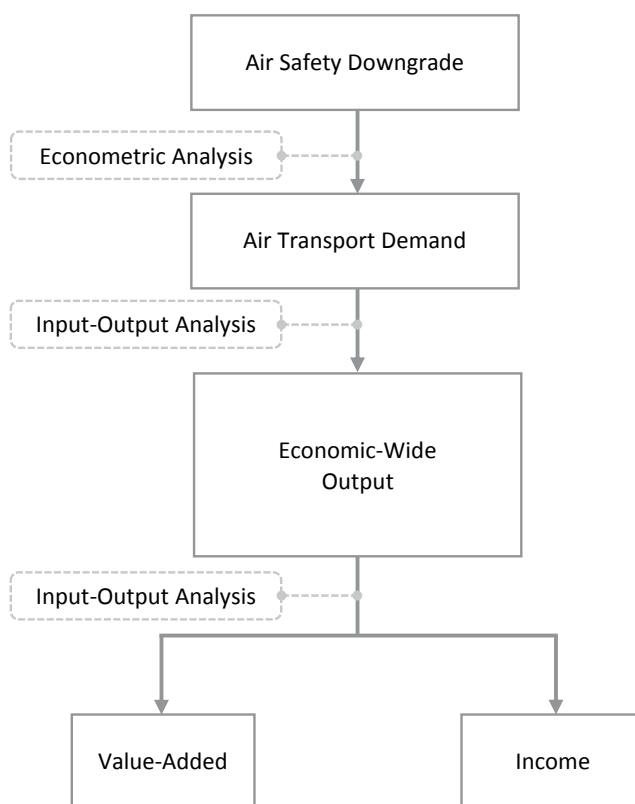 Air Safety Downgrade
Econometric Analysis
Air Transport Demand
Input-Output Analysis
Economic-Wide
Output
Input-Output Analysis
Value-Added
Income